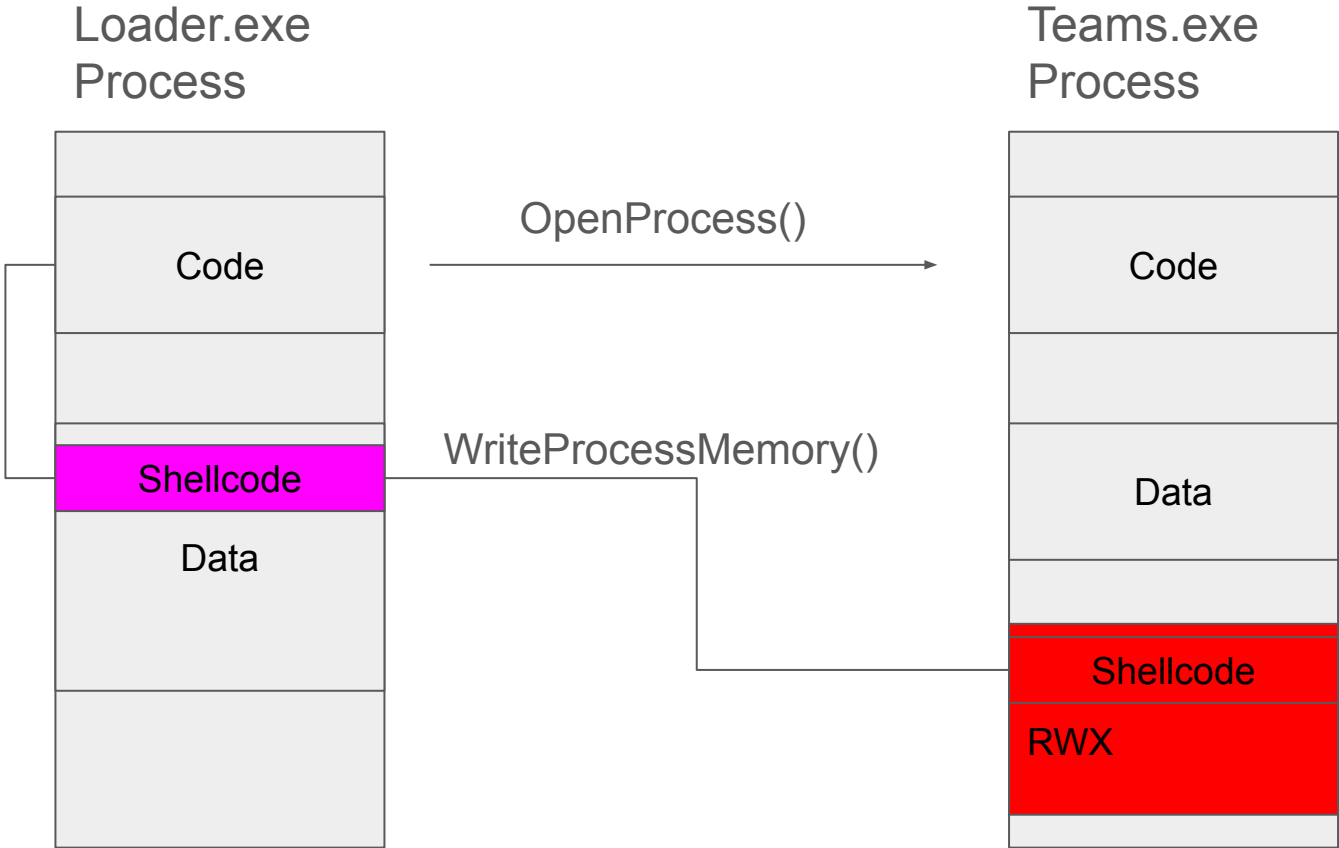 Loader.exe
Process
Teams.exe
Process
OpenProcess()
Code
Code
WriteProcessMemory()
Shellcode
Data
Data
Shellcode
RWX